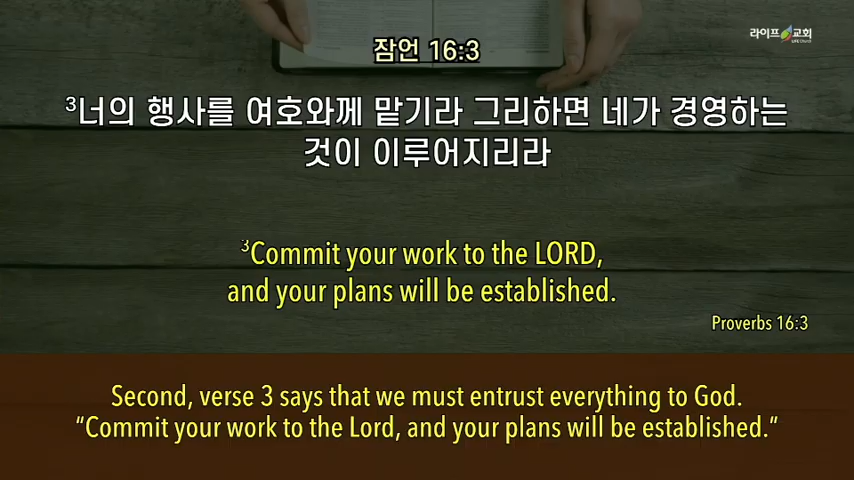 라이프교회
LIFE Church
잠언 16:3
³너의 행사를 여호와께 맡기라 그리하면 네가 경영하는
것이 이루어지리라
³Commit your work to the LORD,
and your plans will be established.
Proverbs 16:3
Second, verse 3 says that we must entrust everything to God.
“Commit your work to the Lord, and your plans will be established.”